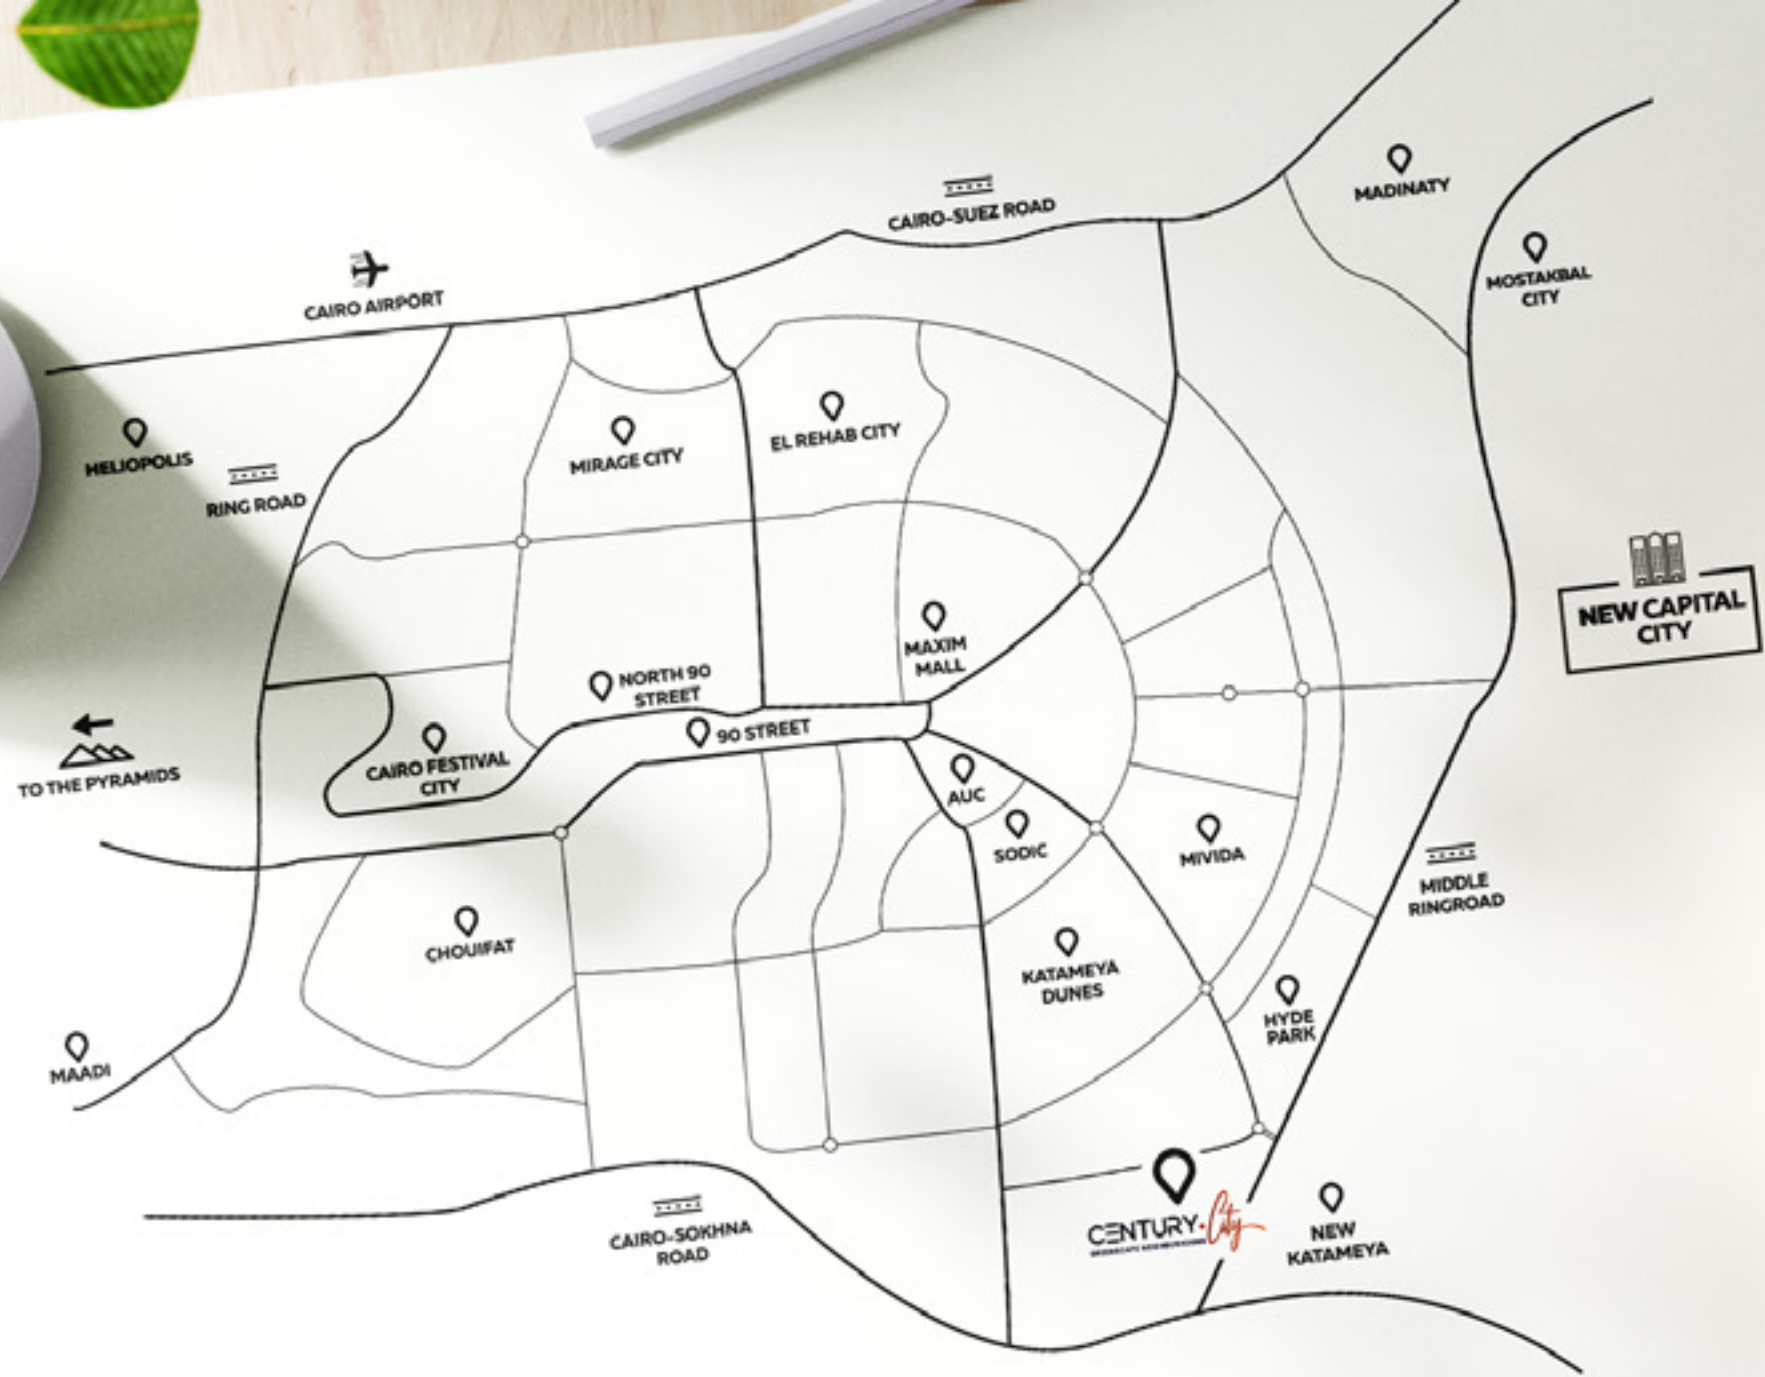 MADINATY
CAIRO-SUEZ ROAD
MOSTAKBAL
CITY
CAIRO AIRPORT
HELIOPOLIS
RING ROAD
MIRAGE CITY
EL REHAB CITY
NEW CAPITAL
CITY
MAXIM
MALL
NORTH 90
STREET
90 STREET
TO THE PYRAMIDS
CAIRO FESTIVAL
CITY
AUC
SODIC
MIVIDA
MIDDLE
RINGROAD
CHOUIFAT
KATAMEYA
DUNES
HYDE
PARK
MAADI
CENTURY City
NEW
KATAMEYA
CAIRO-SOKHNA
ROAD